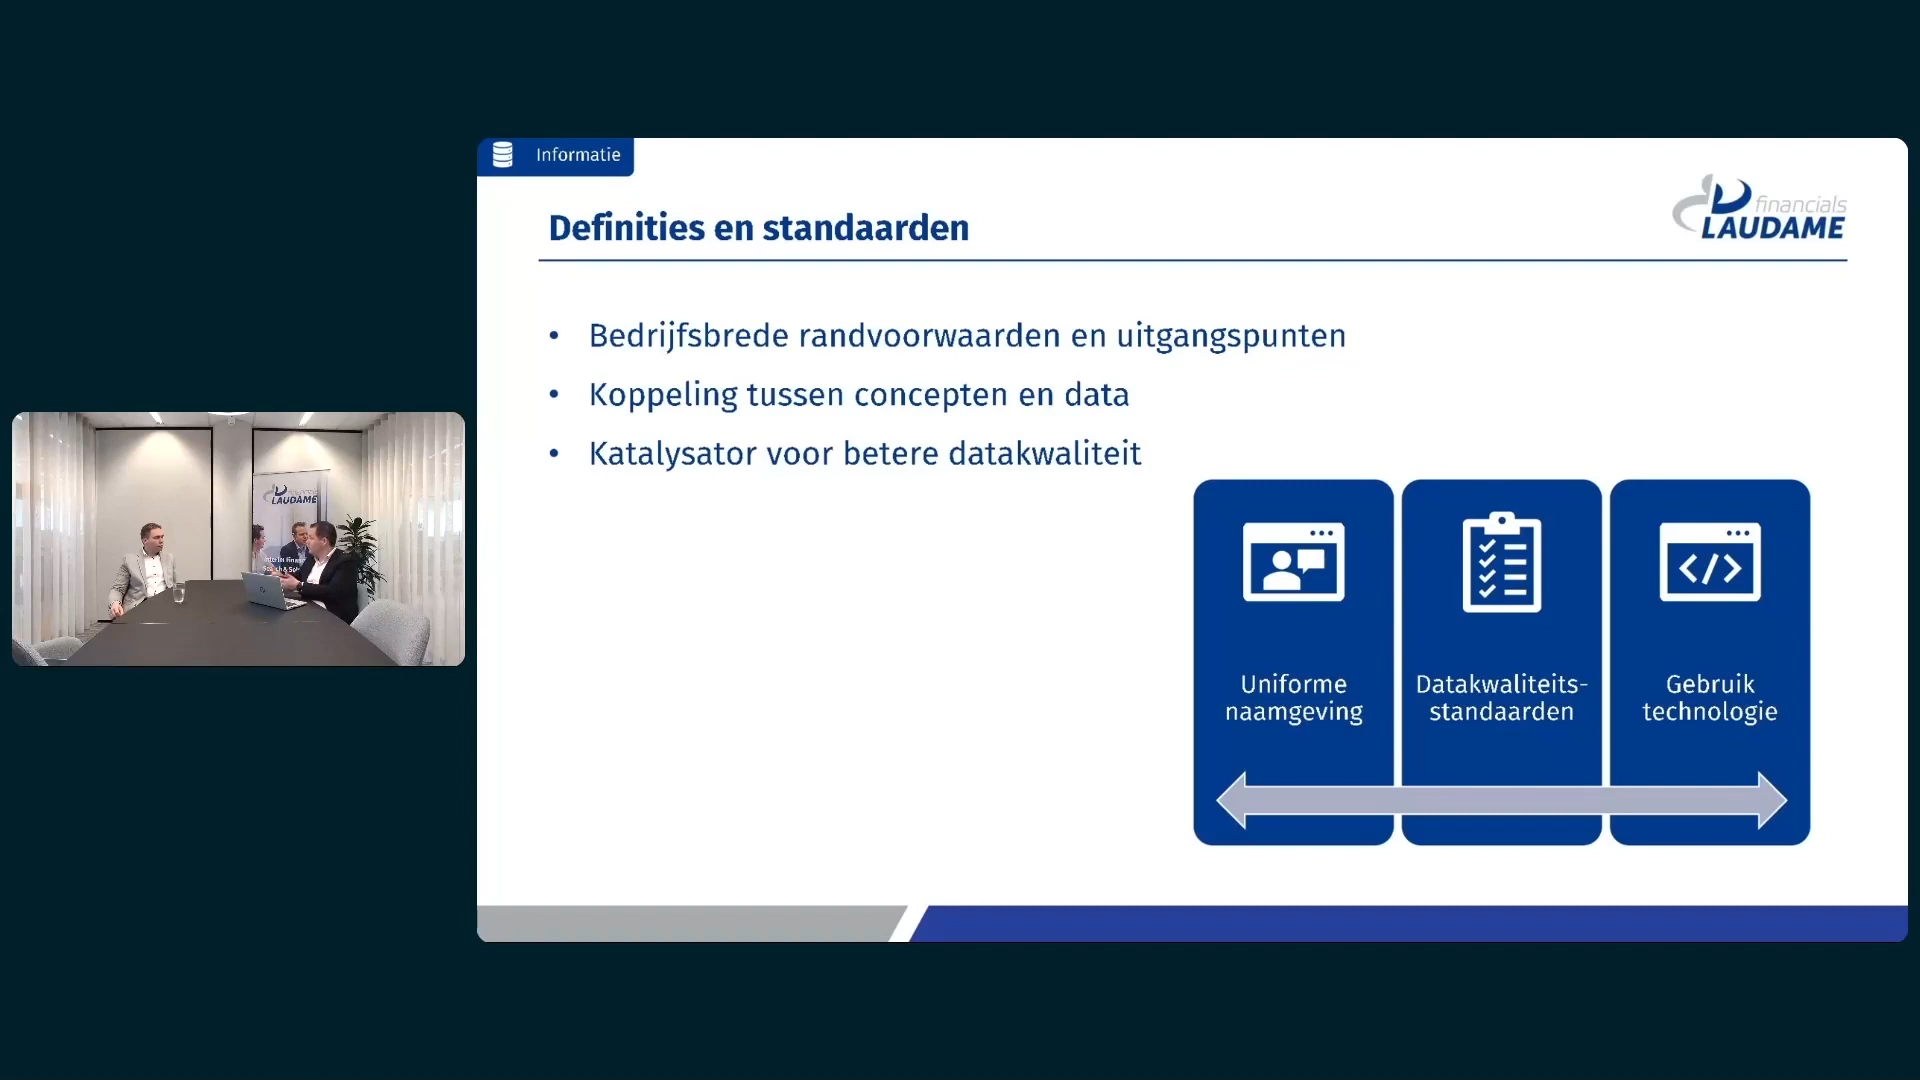 Informatie
financials
LAUDAME
Definities en standaarden
• Bedrijfsbrede randvoorwaarden en uitgangspunten
• Koppeling tussen concepten en data
• Katalysator voor betere datakwaliteit
Uniforme
naamgeving
Datakwaliteits-
standaarden
Gebruik
technologie
LAUDAME